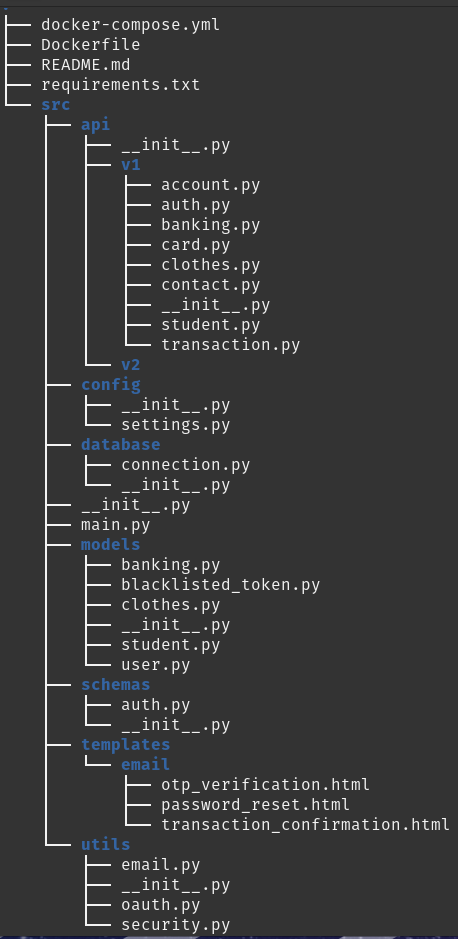 .
├── docker-compose.yml
├── Dockerfile
├── README.md
├── requirements.txt
└── src
    ├── api
    │   ├── __init__.py
    │   ├── v1
    │   │   ├── account.py
    │   │   ├── auth.py
    │   │   ├── banking.py
    │   │   ├── card.py
    │   │   ├── clothes.py
    │   │   ├── contact.py
    │   │   ├── __init__.py
    │   │   ├── student.py
    │   │   └── transaction.py
    │   └── v2
    ├── config
    │   ├── __init__.py
    │   └── settings.py
    ├── database
    │   ├── connection.py
    │   └── __init__.py
    ├── __init__.py
    ├── main.py
    ├── models
    │   ├── banking.py
    │   ├── blacklisted_token.py
    │   ├── clothes.py
    │   ├── __init__.py
    │   ├── student.py
    │   └── user.py
    ├── schemas
    │   ├── auth.py
    │   └── __init__.py
    ├── templates
    │   └── email
    │       ├── otp_verification.html
    │       ├── password_reset.html
    │       └── transaction_confirmation.html
    └── utils
        ├── email.py
        ├── __init__.py
        ├── oauth.py
        └── security.py